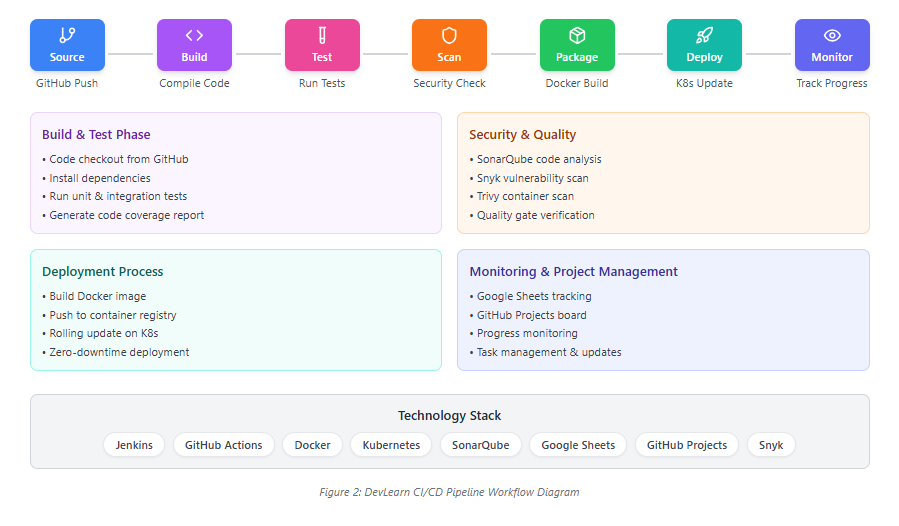 Source
Build
Test
Scan
Package
Deploy
Monitor
GitHub Push
Compile Code
Run Tests
Security Check
Docker Build
K8s Update
Track Progress
Build & Test Phase
• Code checkout from GitHub
• Install dependencies
• Run unit & integration tests
• Generate code coverage report
Security & Quality
• SonarQube code analysis
• Snyk vulnerability scan
• Trivy container scan
• Quality gate verification
Deployment Process
• Build Docker image
• Push to container registry
• Rolling update on K8s
• Zero-downtime deployment
Monitoring & Project Management
• Google Sheets tracking
• GitHub Projects board
• Progress monitoring
• Task management & updates
Technology Stack
Jenkins
GitHub Actions
Docker
Kubernetes
SonarQube
Google Sheets
GitHub Projects
Snyk
Figure 2: DevLearn CI/CD Pipeline Workflow Diagram